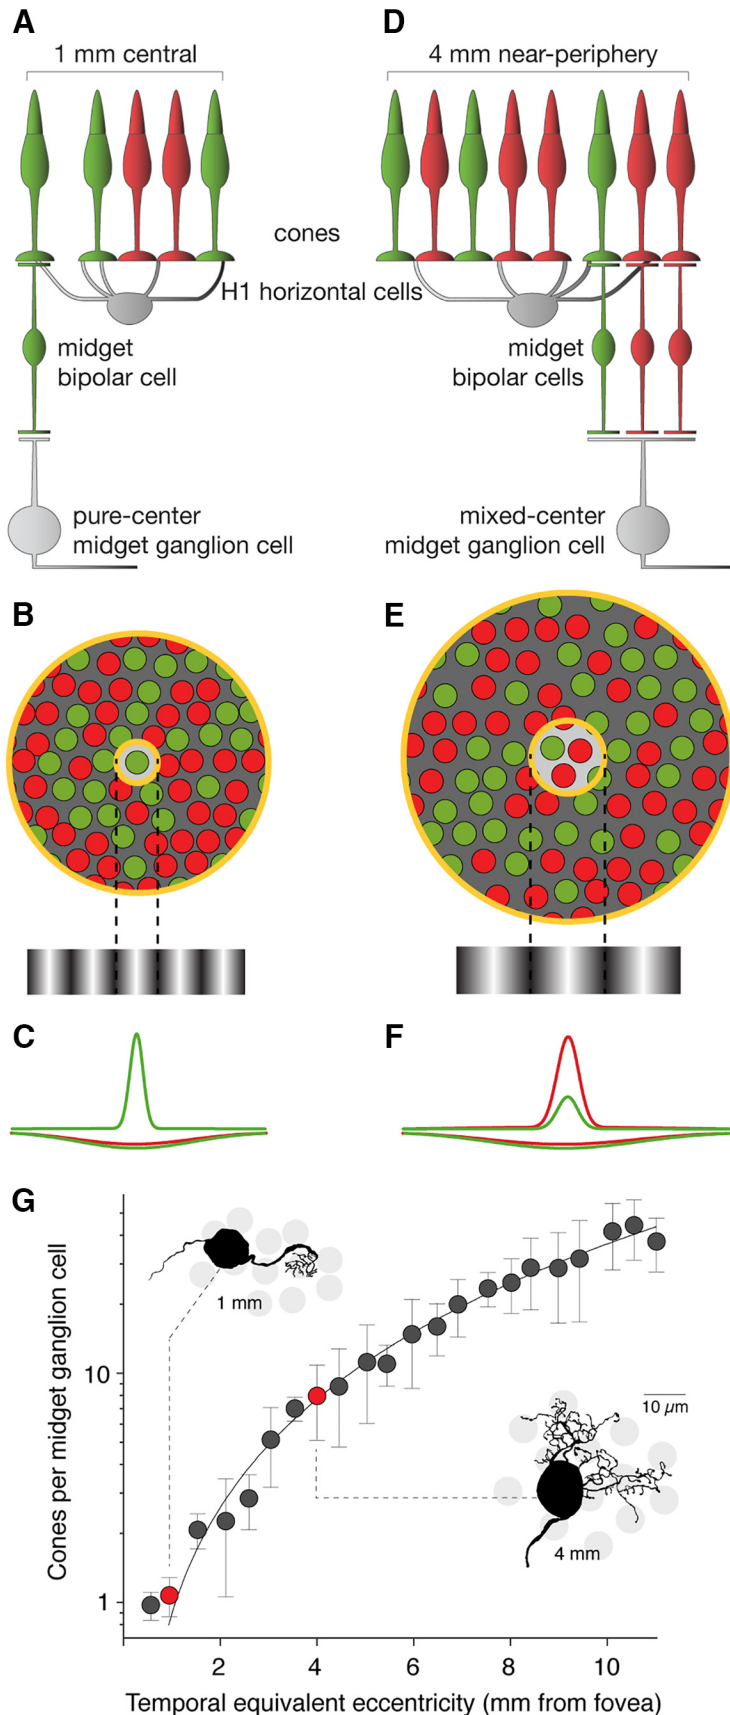 A
1 mm central
D
4 mm near-periphery
cones
H1 horizontal cells
midget
bipolar cell
midget
bipolar cells
pure-center
midget ganglion cell
mixed-center
midget ganglion cell
B
E
C
F
G
Cones per midget ganglion cell
10
1
1 mm
10 µm
4 mm
2
4
6
8
10
Temporal equivalent eccentricity (mm from fovea)